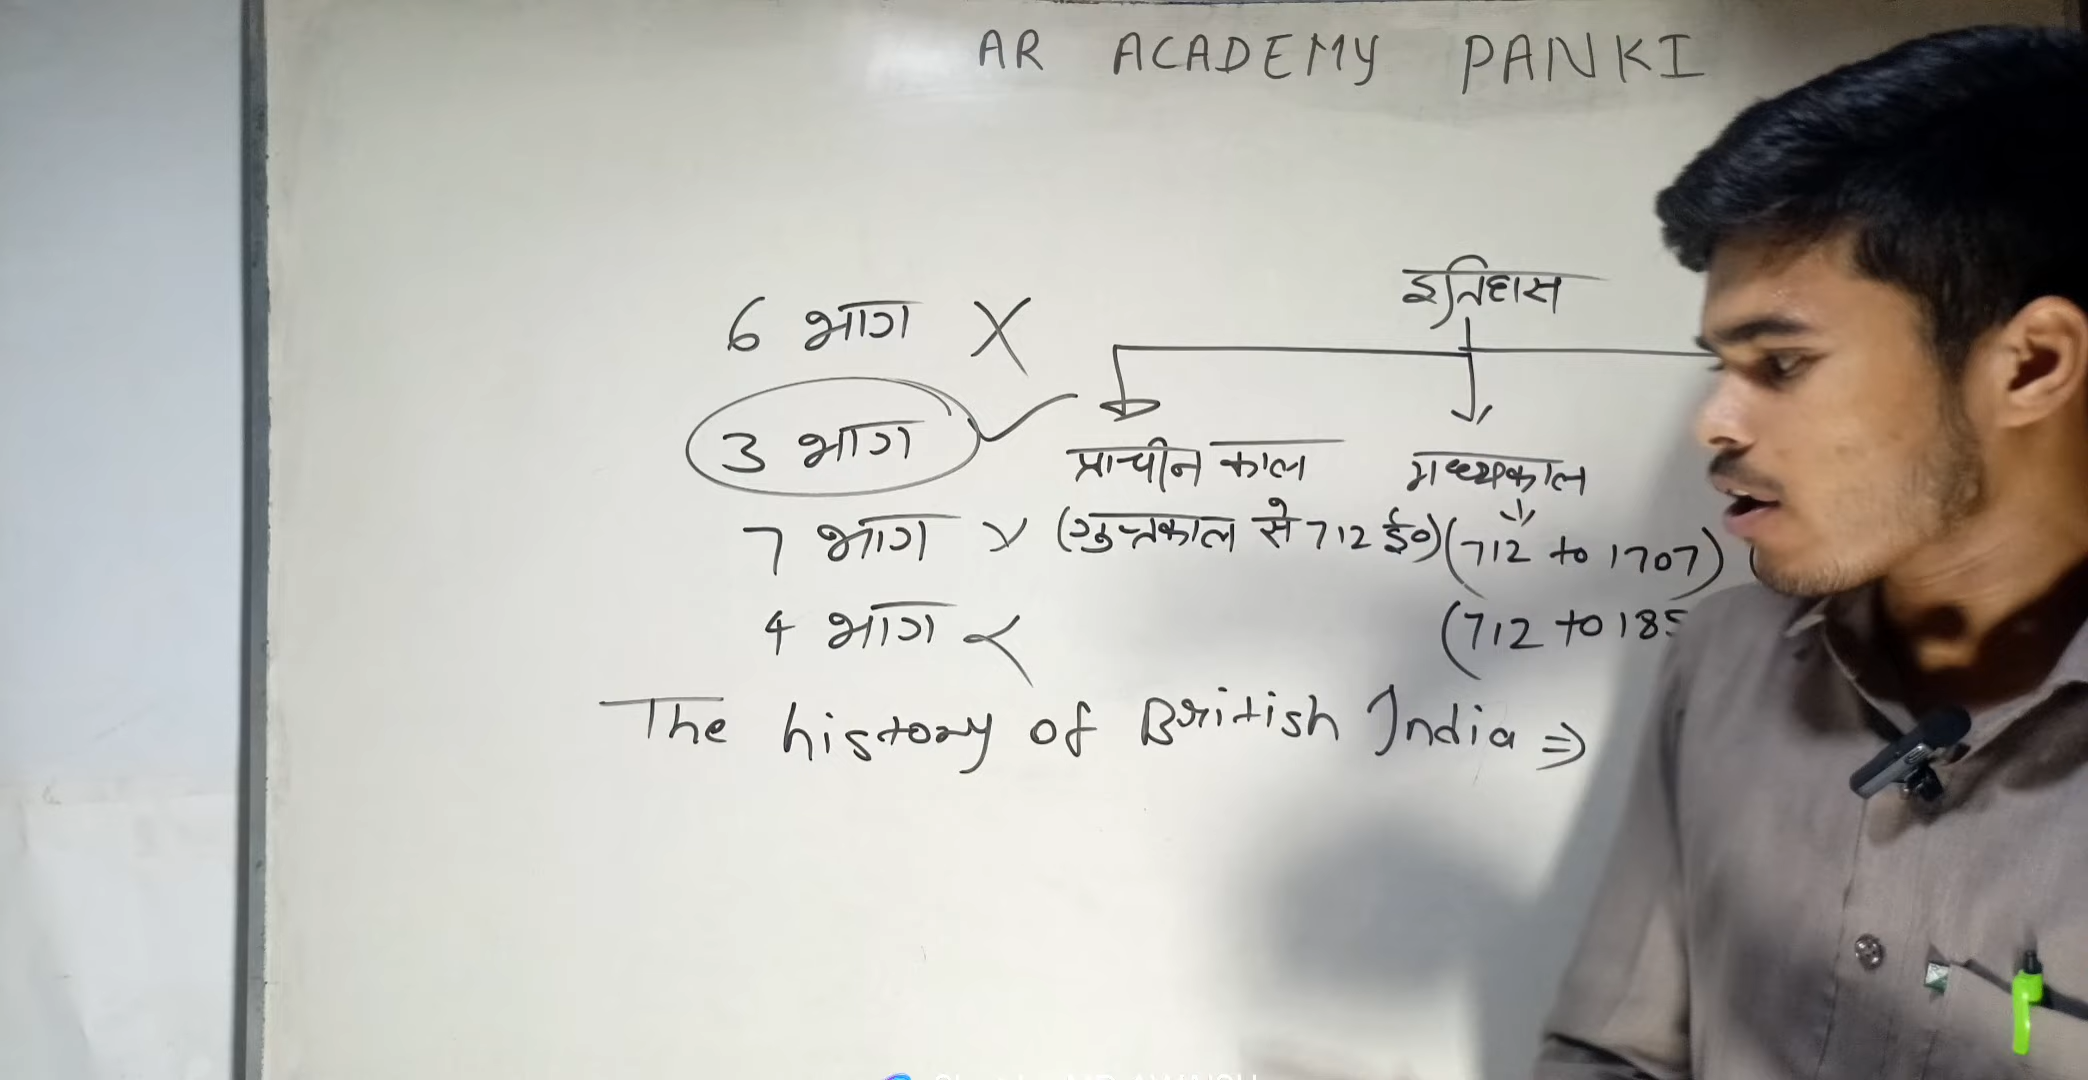 AR ACADEMY PANKI
इतिहास
6 भाग X
3 भाग ✓
प्राचीन काल मध्यकाल
7 भाग X (गुप्तकाल से 712 ई०) (712 to 1707) (
4 भाग X (712 to 185
The history of British India ⇒